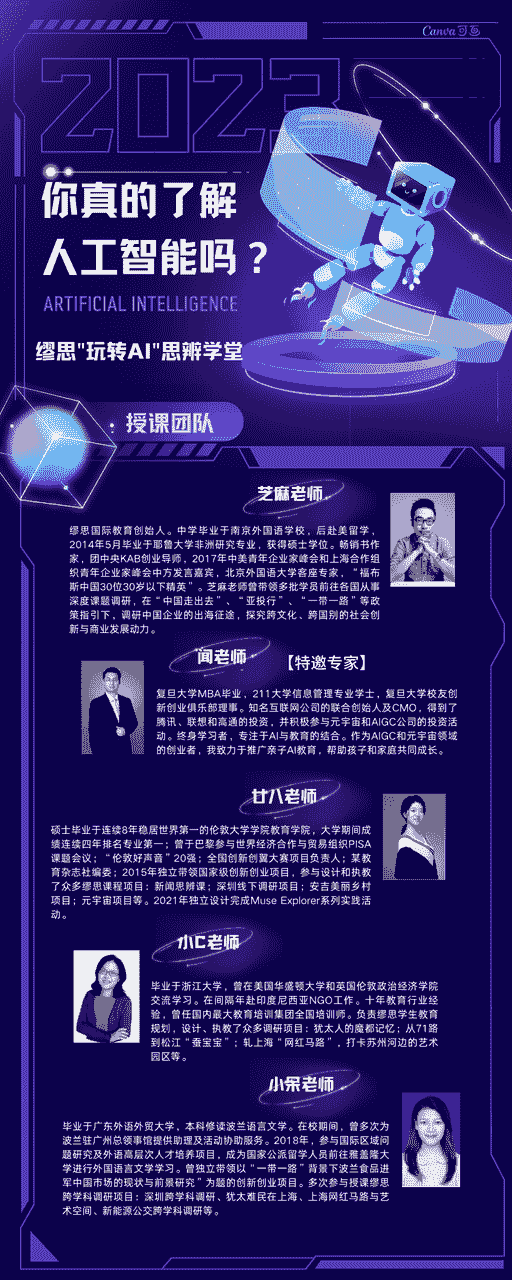 Canva可画
2023
你真的了解
人工智能吗？
ARTIFICIAL INTELLIGENCE
缪思"玩转AI"思辨学堂
授课团队
芝麻老师
缪思国际教育创始人。中学毕业于南京外国语学校，后赴美留学，
2014年5月毕业于耶鲁大学非洲研究专业，获得硕士学位。畅销书作
家，团中央KAB创业导师，2017年中美青年企业家峰会和上海合作组
织青年企业家峰会中方发言嘉宾，北京外国语大学客座专家，“福布
斯中国30位30岁以下精英”。芝麻老师曾带领多批学员前往各国从事
深度课题调研，在“中国走出去”、“亚投行”、“一带一路”等政
策指引下，调研中国企业的出海征途，探究跨文化、跨国别的社会创
新与商业发展动力。
闻老师
【特邀专家】
复旦大学MBA毕业，211大学信息管理专业学士，复旦大学校友创
新创业俱乐部理事。知名互联网公司的联合创始人及CMO，得到了
腾讯、联想和高通的投资，并积极参与元宇宙和AIGC公司的投资活
动。终身学习者，专注于AI与教育的结合。作为AIGC和元宇宙领域
的创业者，我致力于推广亲子AI教育，帮助孩子和家庭共同成长。
廿八老师
硕士毕业于连续8年稳居世界第一的伦敦大学学院教育学院，大学期间成
绩连续四年排名专业第一；曾于巴黎参与世界经济合作与贸易组织PISA
课题会议；“伦敦好声音”20强；全国创新创翼大赛项目负责人；某教
育杂志社编委；2015年独立带领国家级创新创业项目，参与设计和执教
了众多缪思课程项目：新闻思辨课；深圳线下调研项目；安吉美丽乡村
项目；元宇宙项目等。2021年独立设计完成Muse Explorer系列实践活
动。
小C老师
毕业于浙江大学，曾在美国华盛顿大学和英国伦敦政治经济学院
交流学习。在间隔年赴印度尼西亚NGO工作。十年教育行业经
验，曾任国内最大教育培训集团全国培训师。负责缪思学生教育
规划，设计、执教了众多调研项目：犹太人的魔都记忆；从71路
到松江“蚕宝宝”；轧上海“网红马路”，打卡苏州河边的艺术
园区等。
小呆老师
毕业于广东外语外贸大学，本科修读波兰语言文学。在校期间，曾多次为
波兰驻广州总领事馆提供助理及活动协助服务。2018年，参与国际区域问
题研究及外语高层次人才培养项目，成为国家公派留学人员前往雅盖隆大
学进行外国语言文学学习。曾独立带领以“一带一路”背景下波兰食品进
军中国市场的现状与前景研究”为题的创新创业项目。多次参与授课缪思
跨学科调研项目：深圳跨学科调研、犹太难民在上海、上海网红马路与艺
术空间、新能源公交跨学科调研等。